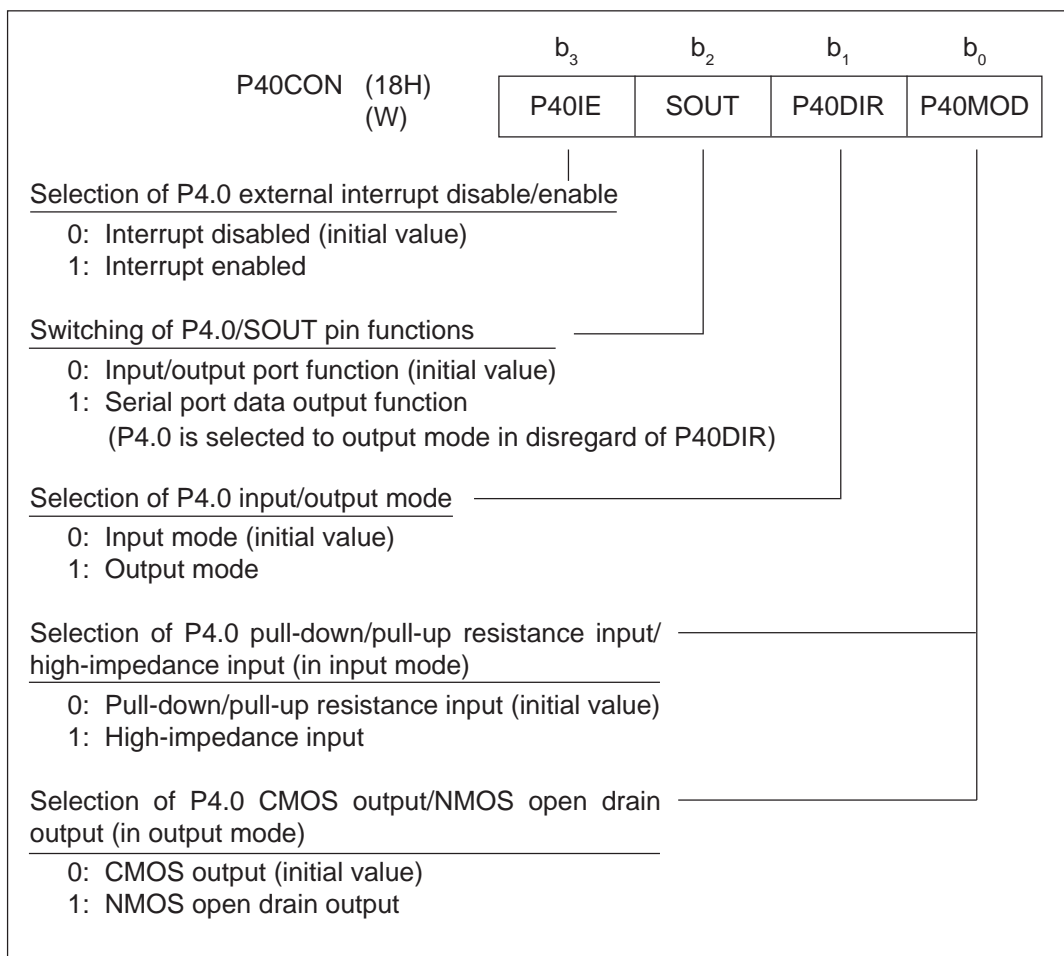 b3 b2 b1 b0
P40CON (18H)
(W)
P40IE SOUT P40DIR P40MOD
Selection of P4.0 external interrupt disable/enable
0: Interrupt disabled (initial value)
1: Interrupt enabled
Switching of P4.0/SOUT pin functions
0: Input/output port function (initial value)
1: Serial port data output function
(P4.0 is selected to output mode in disregard of P40DIR)
Selection of P4.0 input/output mode
0: Input mode (initial value)
1: Output mode
Selection of P4.0 pull-down/pull-up resistance input/
high-impedance input (in input mode)
0: Pull-down/pull-up resistance input (initial value)
1: High-impedance input
Selection of P4.0 CMOS output/NMOS open drain
output (in output mode)
0: CMOS output (initial value)
1: NMOS open drain output